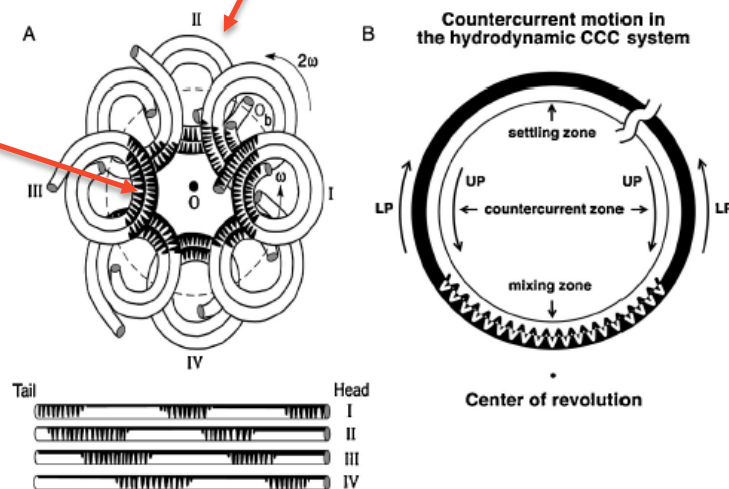 A
II
2ω
O_b
ω
III
O
I
IV
Tail
Head
I
II
III
IV
B
Countercurrent motion in
the hydrodynamic CCC system
settling zone
UP
UP
LP
countercurrent zone
LP
mixing zone
Center of revolution